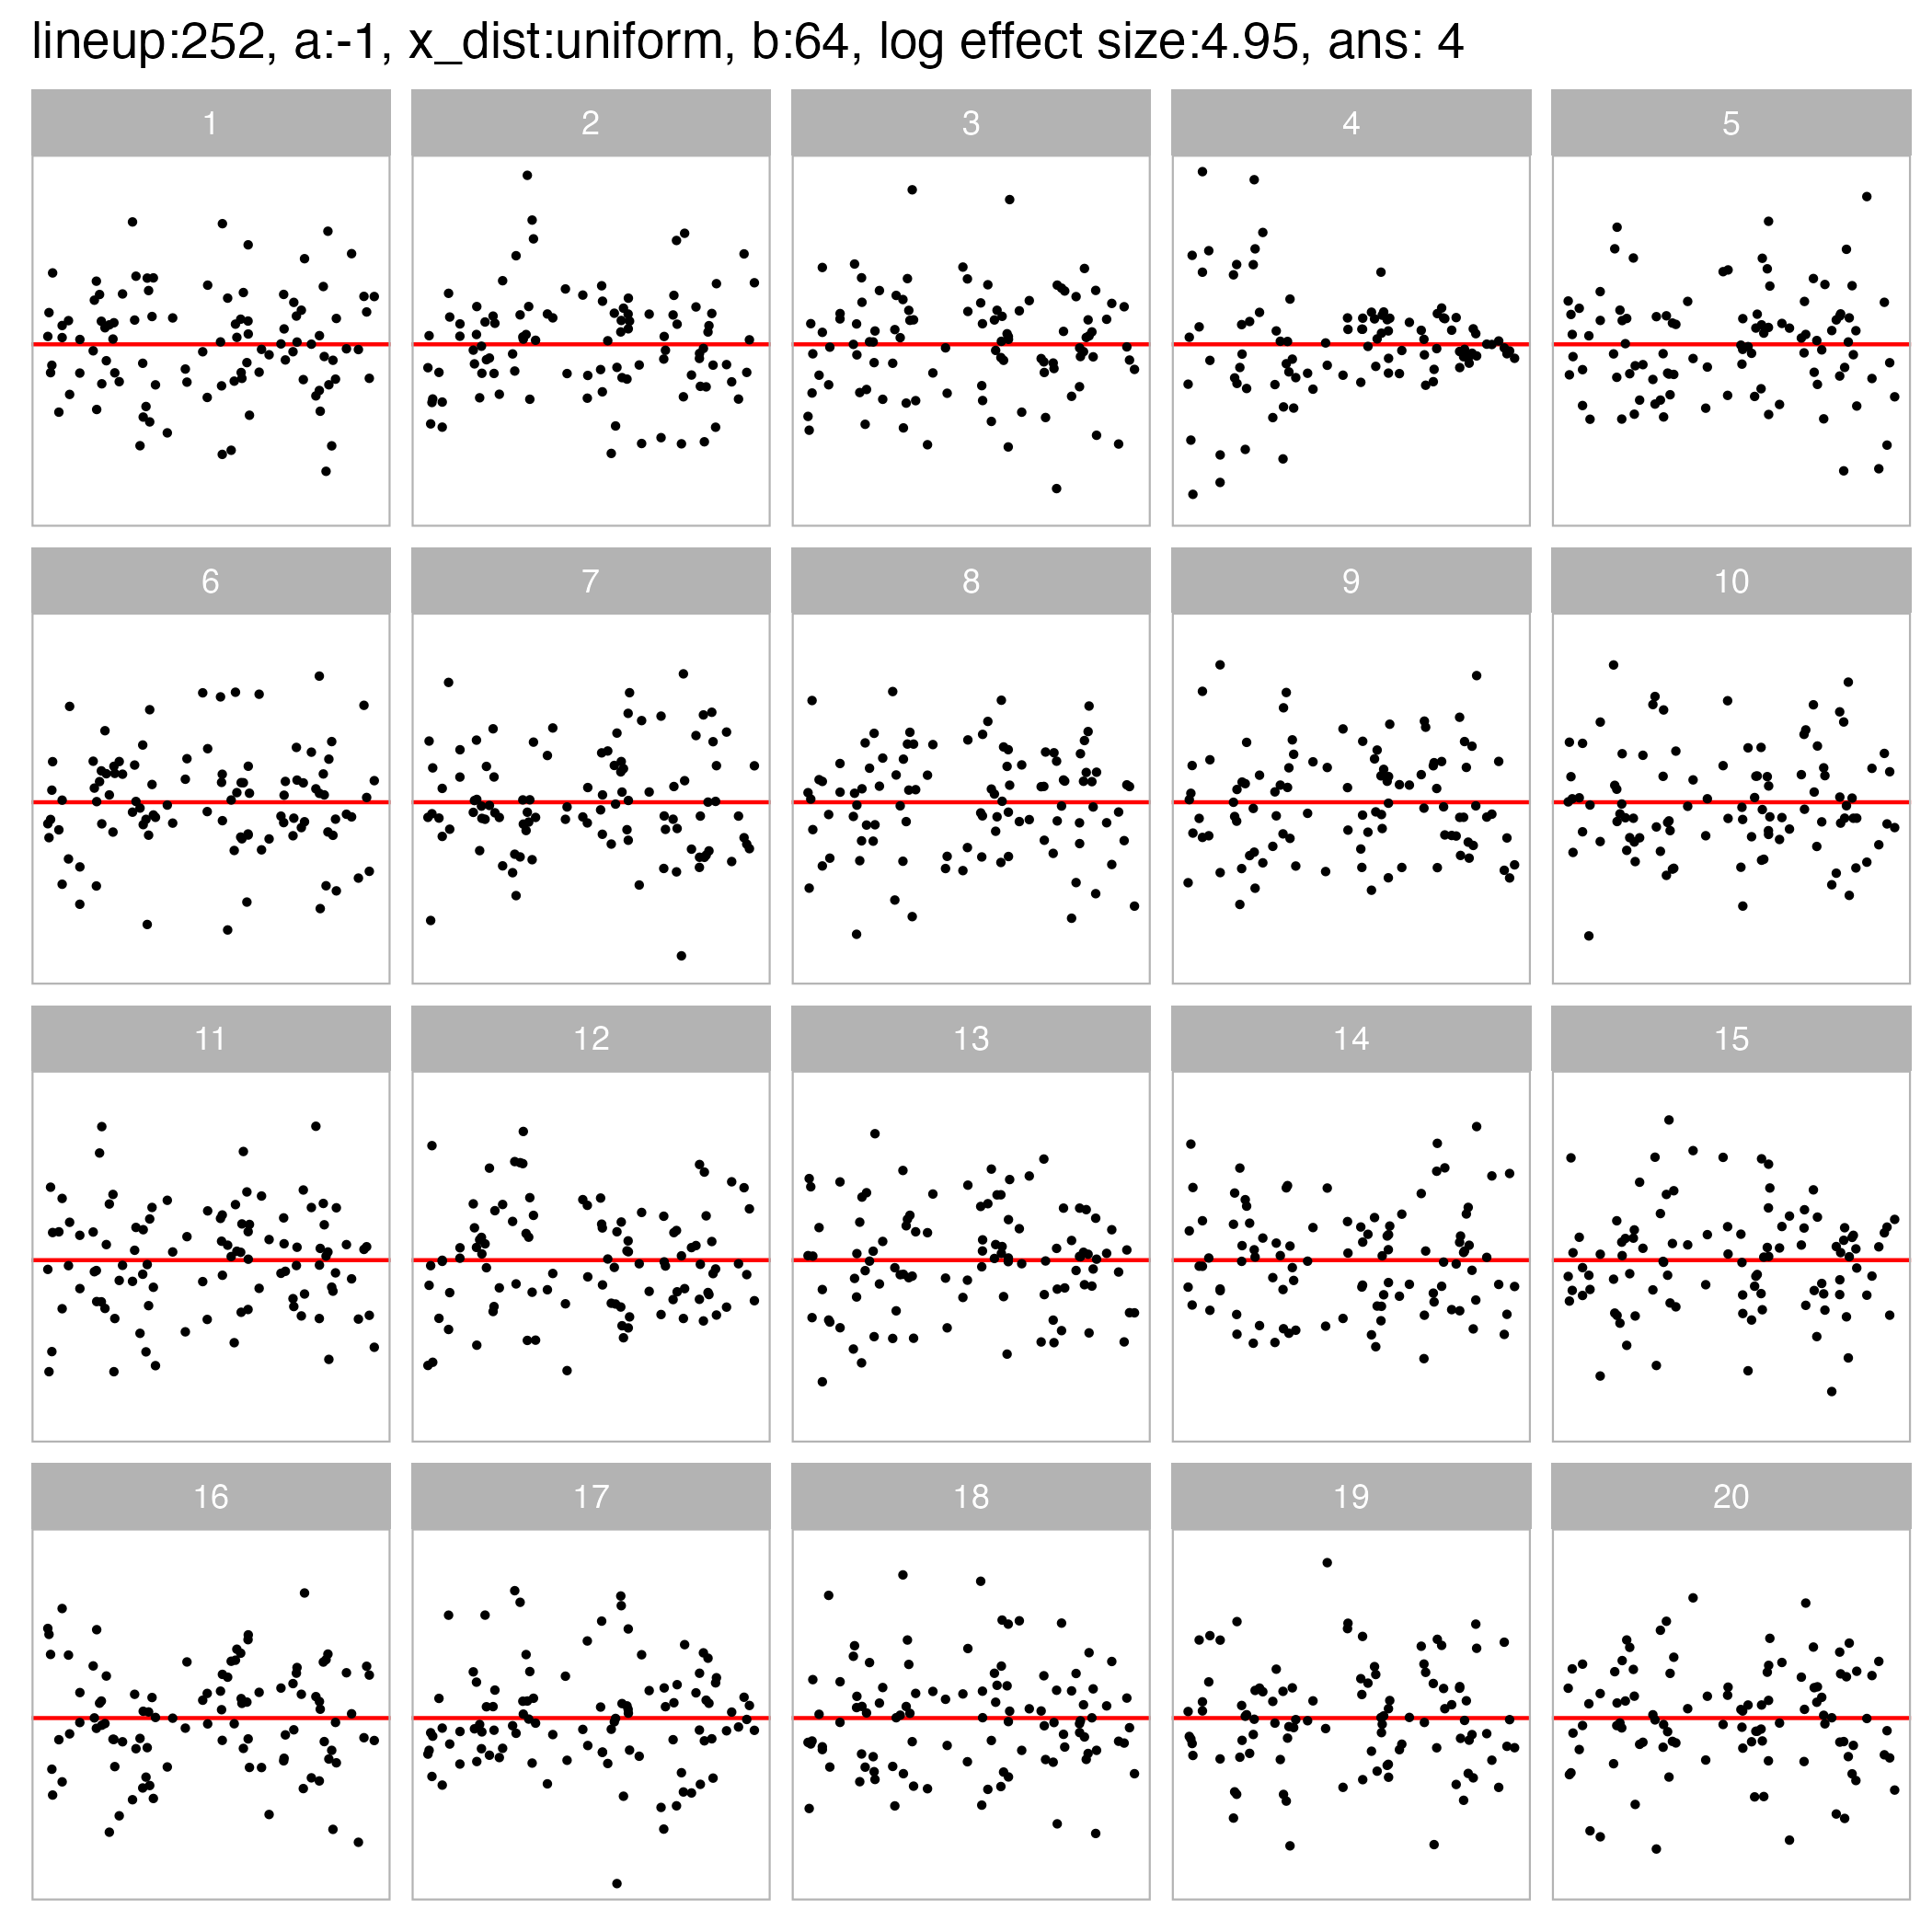 lineup:252, a:-1, x_dist:uniform, b:64, log effect size:4.95, ans: 4
1 2 3 4 5
6 7 8 9 10
11 12 13 14 15
16 17 18 19 20